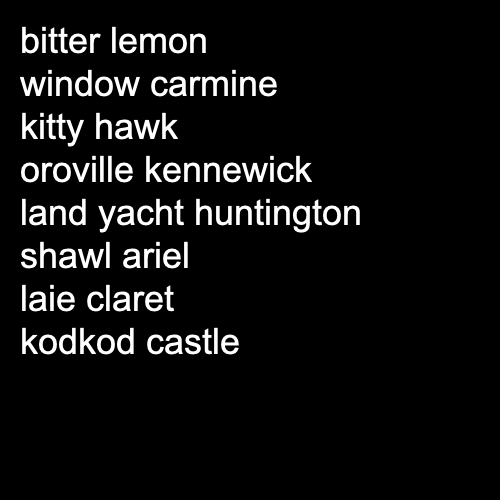 bitter lemon
window carmine
kitty hawk
oroville kennewick
land yacht huntington
shawl ariel
laie claret
kodkod castle